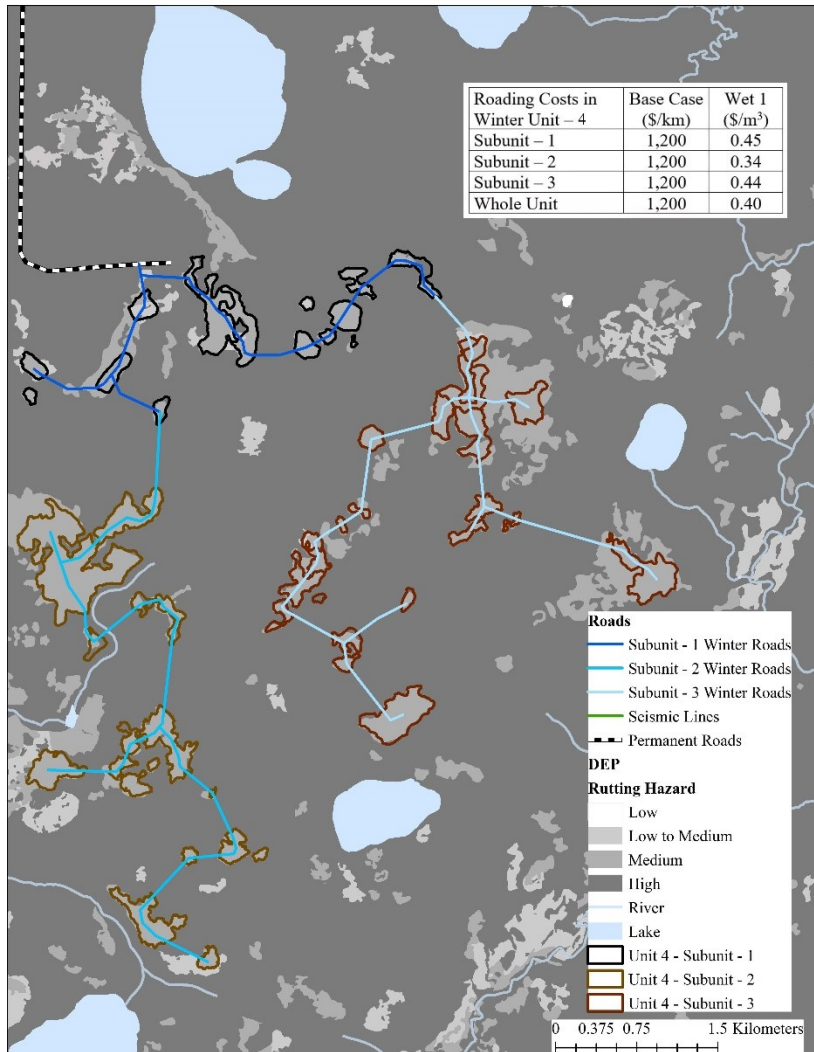 Roading Costs in Winter Unit – 4 Base Case ($/km) Wet 1 ($/m³)
Subunit – 1 1,200 0.45
Subunit – 2 1,200 0.34
Subunit – 3 1,200 0.44
Whole Unit 1,200 0.40
Roads
Subunit - 1 Winter Roads
Subunit - 2 Winter Roads
Subunit - 3 Winter Roads
Seismic Lines
Permanent Roads
DEP
Rutting Hazard
Low
Low to Medium
Medium
High
River
Lake
Unit 4 - Subunit - 1
Unit 4 - Subunit - 2
Unit 4 - Subunit - 3
0 0.375 0.75 1.5 Kilometers